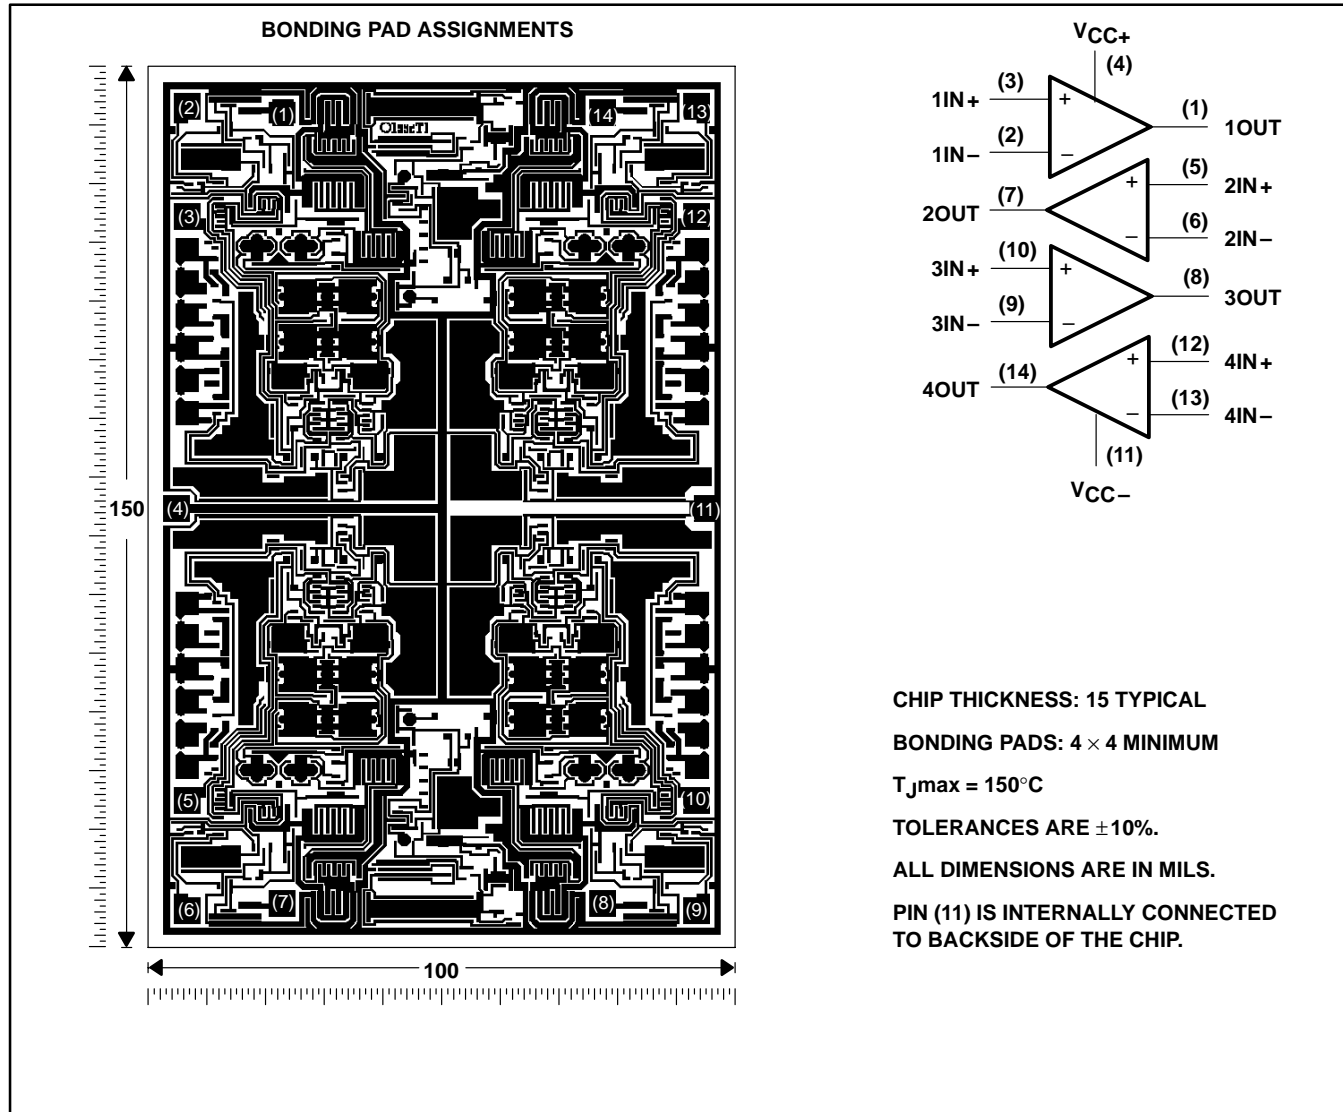 BONDING PAD ASSIGNMENTS
(2)
(1)
(14)
(13)
(3)
(12)
150
(4)
(11)
(5)
(10)
(6)
(7)
(8)
(9)
100
VCC+
(4)
(3)
1IN+
(1)
1OUT
+
(2)
1IN−
−
(5)
2IN+
+
(7)
2OUT
(6)
2IN−
−
(10)
3IN+
+
(8)
3OUT
(9)
3IN−
−
(12)
4IN+
+
(14)
4OUT
(13)
4IN−
−
(11)
VCC−
CHIP THICKNESS: 15 TYPICAL
BONDING PADS: 4 × 4 MINIMUM
TJmax = 150°C
TOLERANCES ARE ±10%.
ALL DIMENSIONS ARE IN MILS.
PIN (11) IS INTERNALLY CONNECTED
TO BACKSIDE OF THE CHIP.